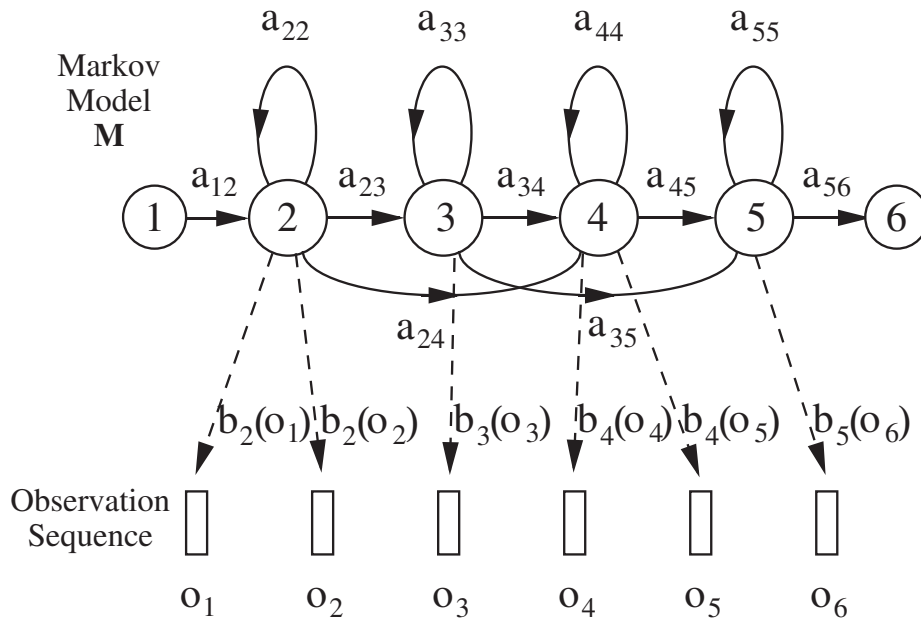 a22 a33 a44 a55
Markov
Model
M
a12 a23 a34 a45 a56
1 2 3 4 5 6
a24 a35
b2(o1) b2(o2) b3(o3) b4(o4) b4(o5) b5(o6)
Observation
Sequence
o1 o2 o3 o4 o5 o6